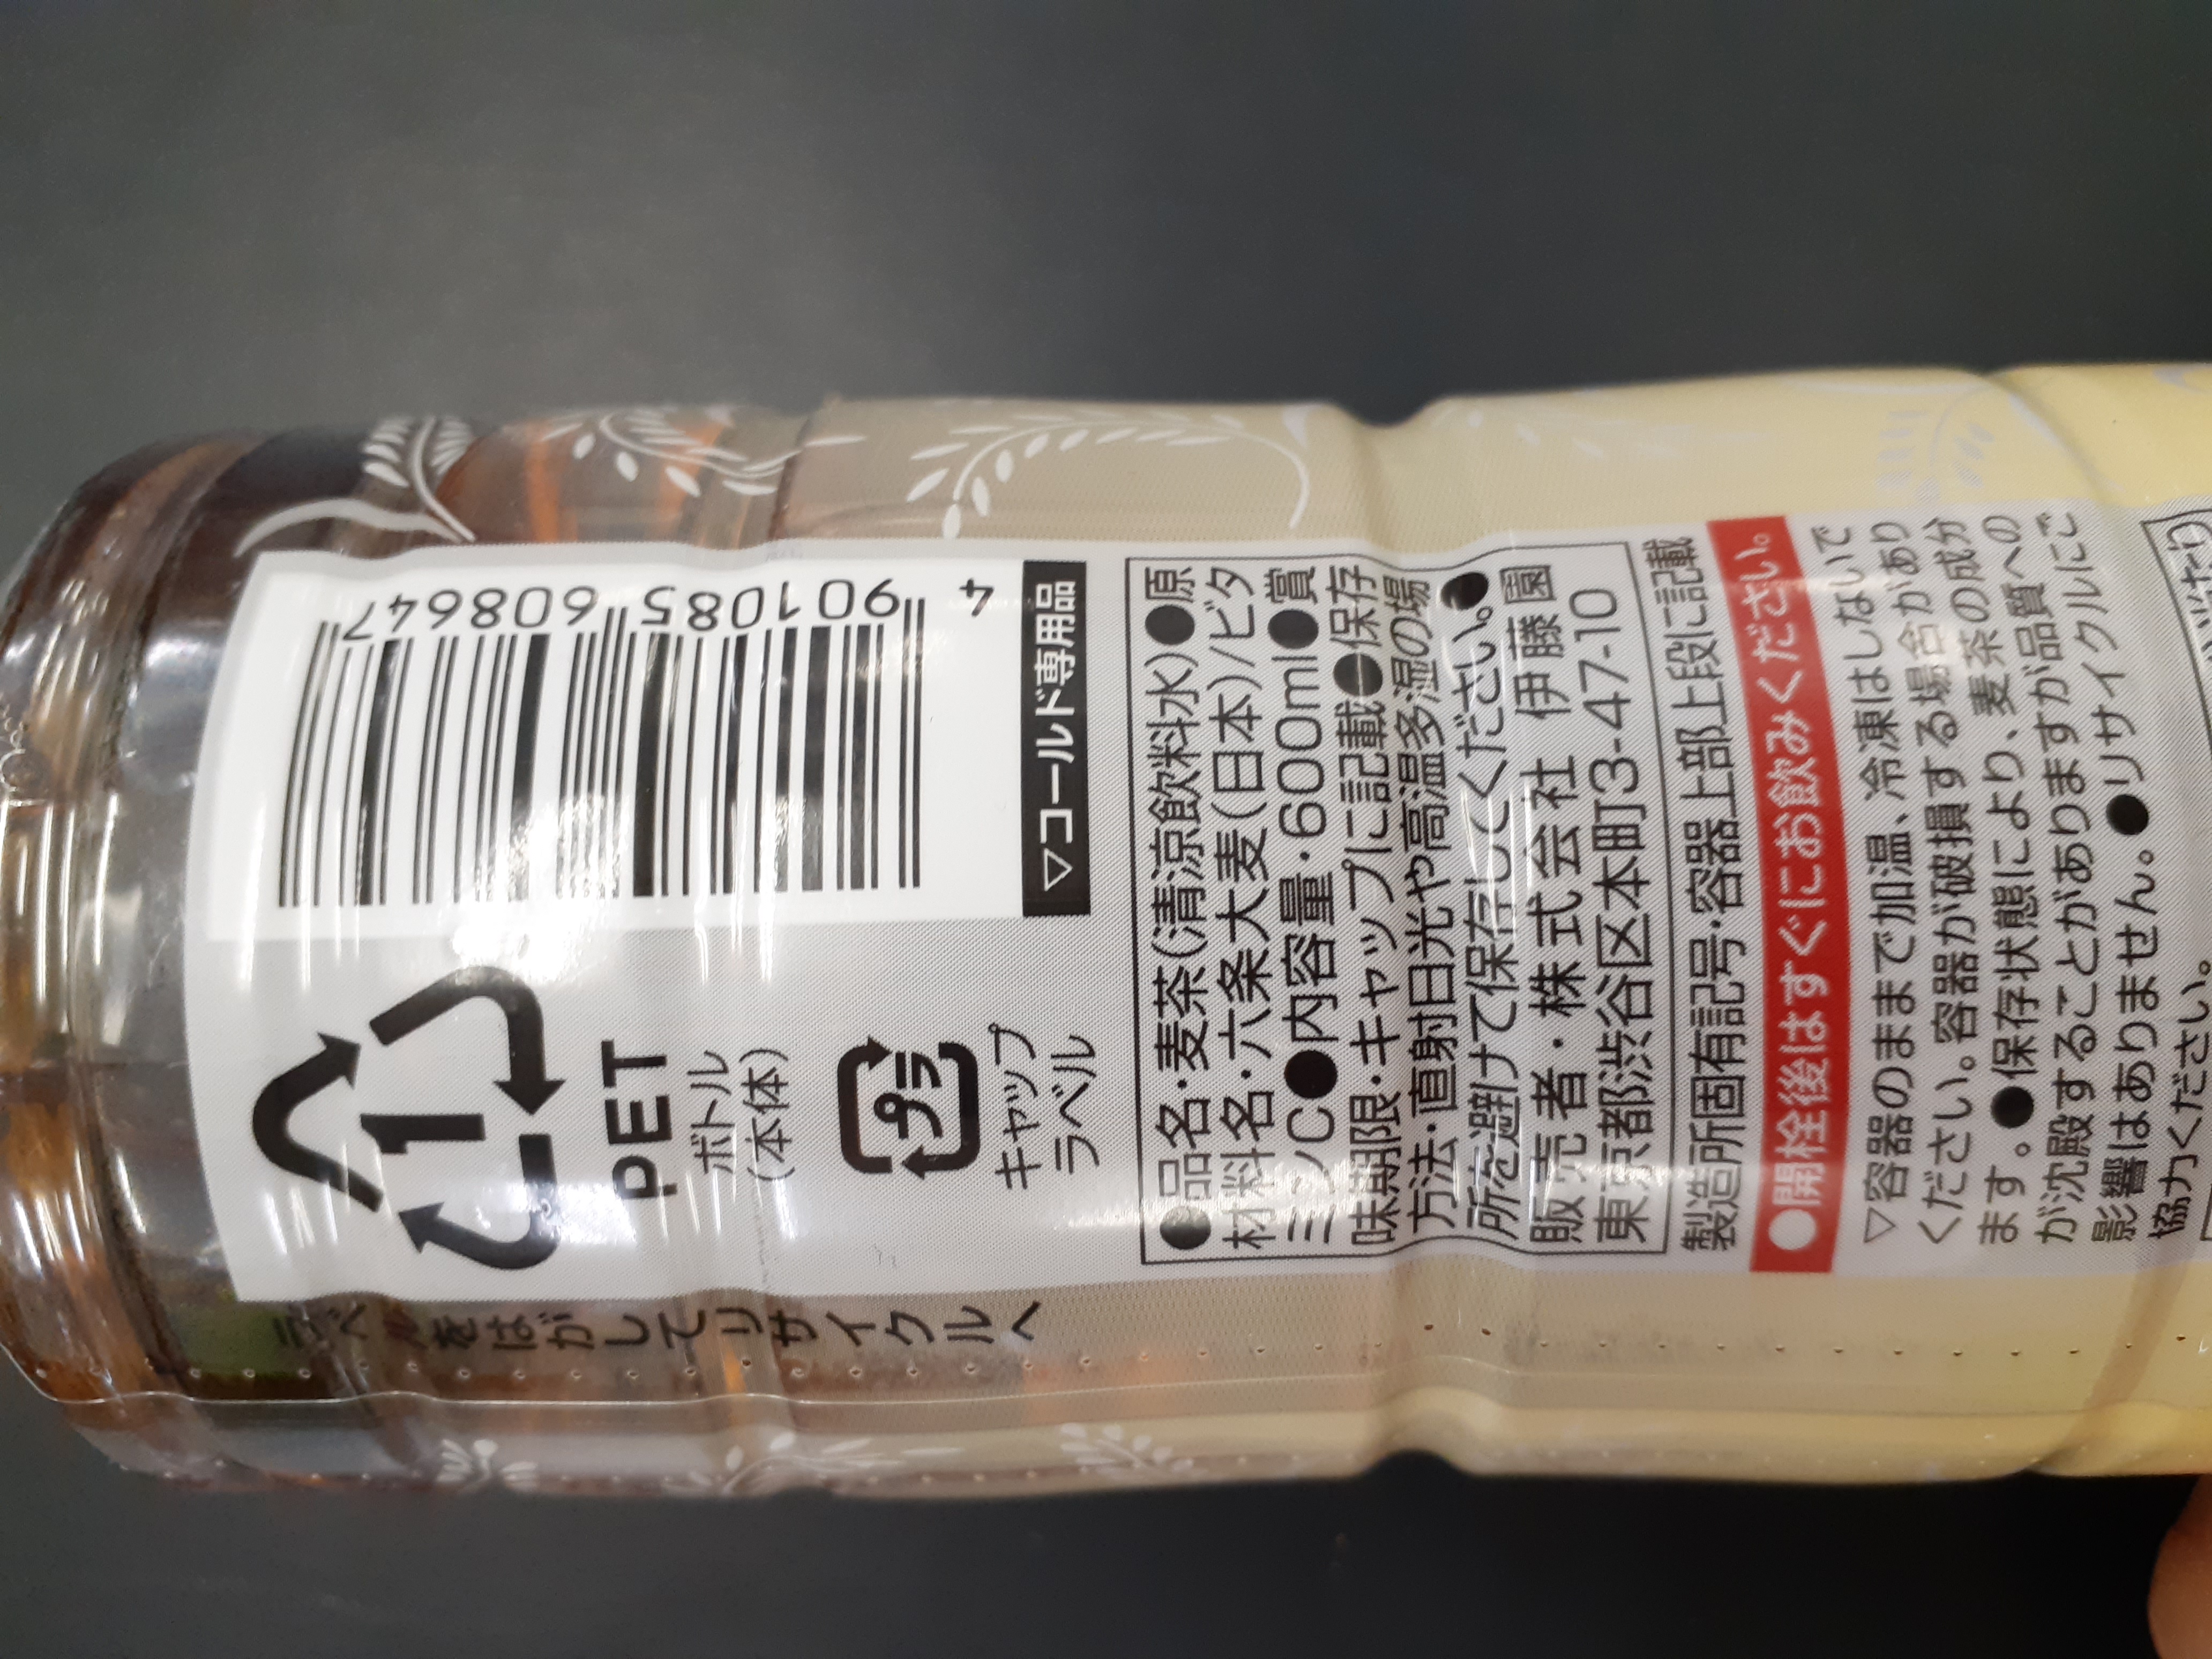 ラベルをはがしてリサイクルへ
1
PET
ボトル
(本体)
プラ
キャップ
ラベル
4 901085 608647
▽コールド専用品
●品名・麦茶(清涼飲料水)●原
材料名・六条大麦(日本)/ビタ
ミンC●内容量・600ml●賞
味期限・キャップに記載●保存
方法・直射日光や高温多湿の場
所を避けて保存してください。●
販売者・株式会社 伊藤園
東京都渋谷区本町3-47-10
製造所固有記号・容器上部上段に記載
●開栓後はすぐにお飲みください。
▽容器のままで加温、冷凍はしないで
ください。容器が破損する場合があり
ます。●保存状態により、麦茶の成分
が沈殿することがありますが品質への
影響はありません。●リサイクルにご
協力ください。